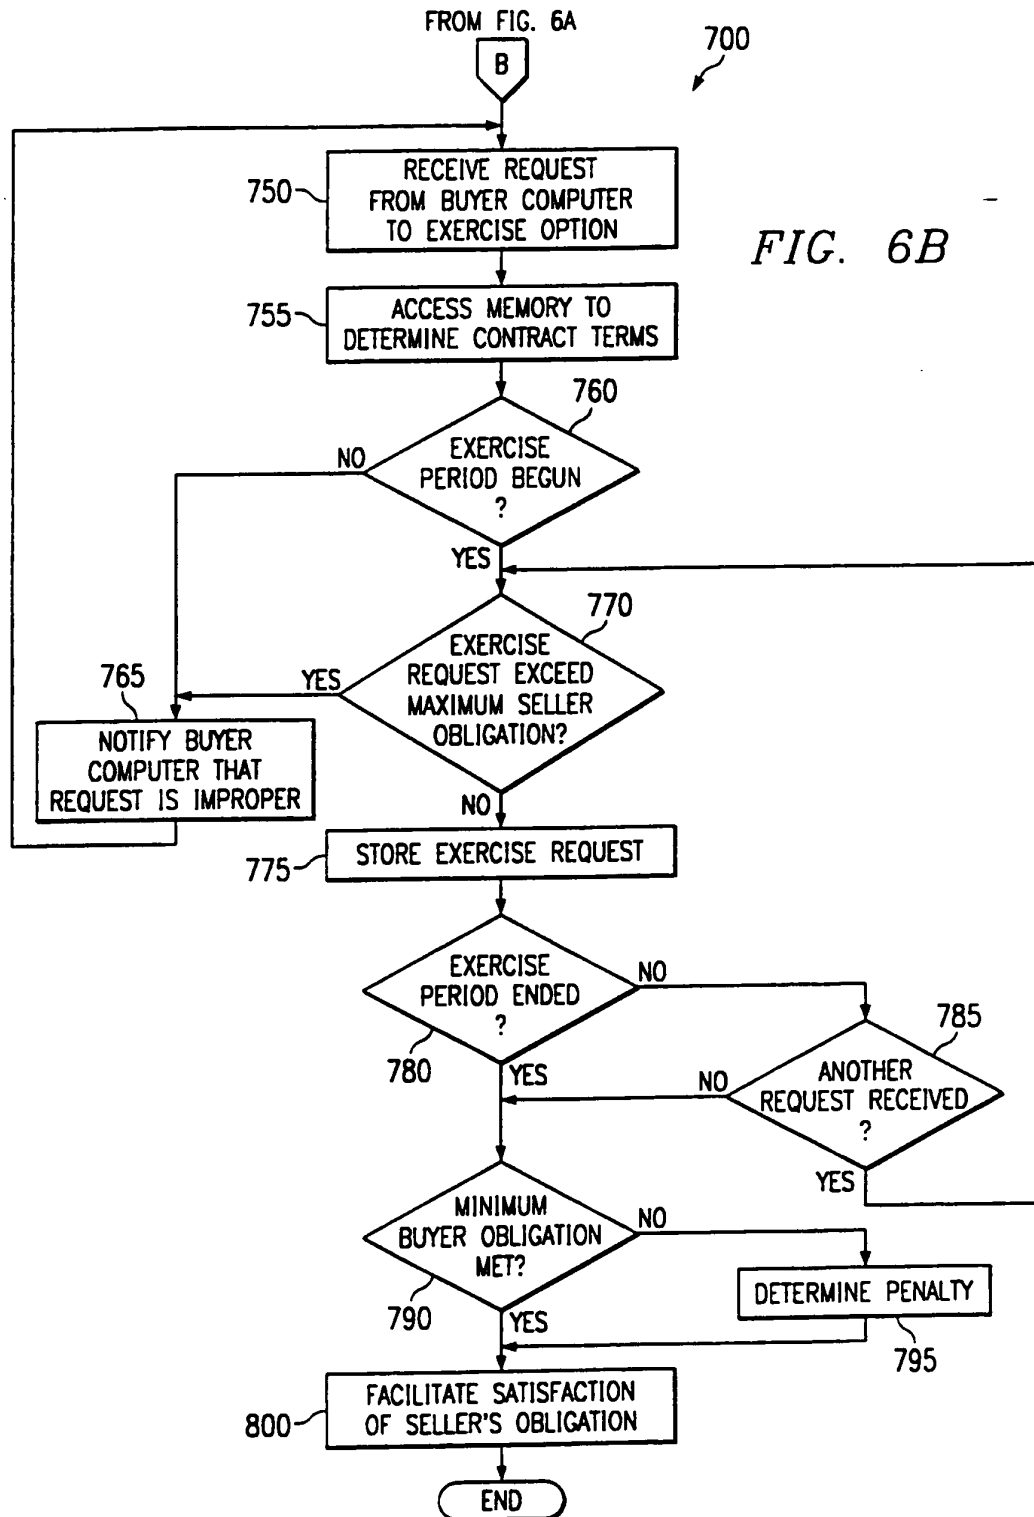 FROM FIG. 6A
B
700
750
RECEIVE REQUEST
FROM BUYER COMPUTER
TO EXERCISE OPTION
FIG. 6B
755
ACCESS MEMORY TO
DETERMINE CONTRACT TERMS
760
EXERCISE
PERIOD BEGUN
?
NO
YES
770
EXERCISE
REQUEST EXCEED
MAXIMUM SELLER
OBLIGATION?
YES
NO
765
NOTIFY BUYER
COMPUTER THAT
REQUEST IS IMPROPER
775
STORE EXERCISE REQUEST
EXERCISE
PERIOD ENDED
?
780
NO
YES
785
ANOTHER
REQUEST RECEIVED
?
NO
YES
MINIMUM
BUYER OBLIGATION
MET?
790
NO
YES
DETERMINE PENALTY
795
800
FACILITATE SATISFACTION
OF SELLER'S OBLIGATION
END